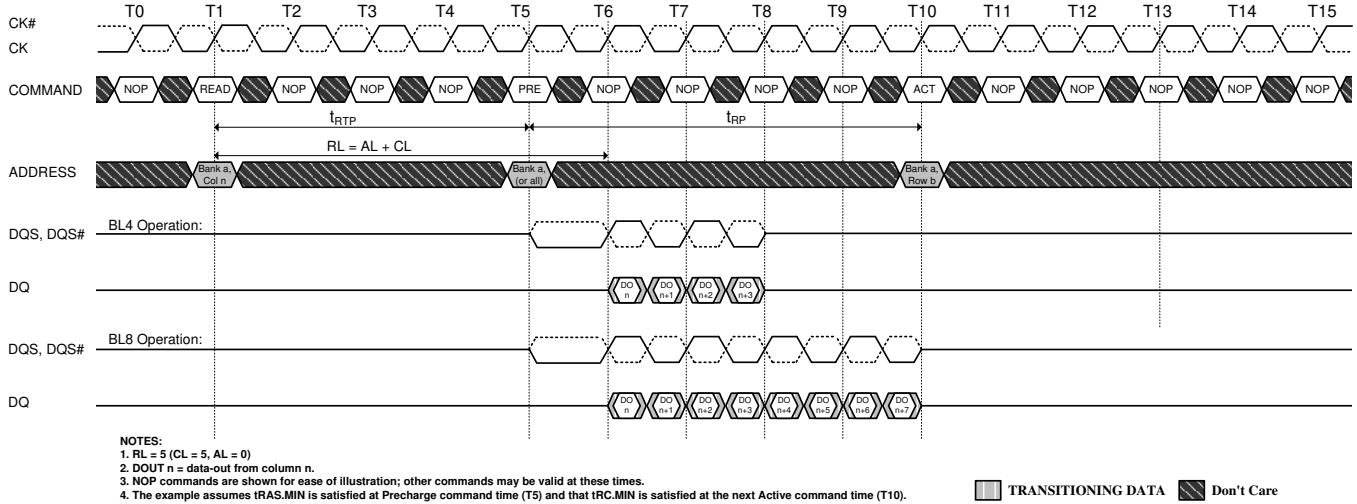 T0 T1 T2 T3 T4 T5 T6 T7 T8 T9 T10 T11 T12 T13 T14 T15
CK#
CK
COMMAND NOP READ NOP NOP NOP PRE NOP NOP NOP NOP ACT NOP NOP NOP NOP NOP
tRTP tRP
RL = AL + CL
ADDRESS
Bank a,
Col n
Bank a,
(or all)
Bank a,
Row b
BL4 Operation:
DQS, DQS#
DQ
DO
n
DO
n+1
DO
n+2
DO
n+3
BL8 Operation:
DQS, DQS#
DQ
DO
n
DO
n+1
DO
n+2
DO
n+3
DO
n+4
DO
n+5
DO
n+6
DO
n+7
NOTES:
1. RL = 5 (CL = 5, AL = 0)
2. DOUT n = data-out from column n.
3. NOP commands are shown for ease of illustration; other commands may be valid at these times.
4. The example assumes tRAS.MIN is satisfied at Precharge command time (T5) and that tRC.MIN is satisfied at the next Active command time (T10).
TRANSITIONING DATA Don't Care